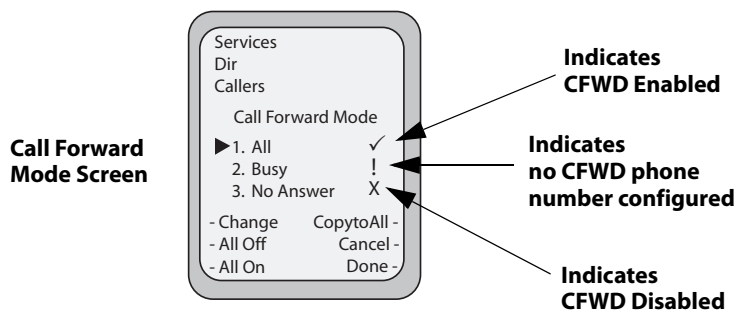 Call Forward
Mode Screen
Services
Dir
Callers
Call Forward Mode
▶1. All ✓
2. Busy !
3. No Answer X
- Change CopytoAll -
- All Off Cancel -
- All On Done -
Indicates
CFWD Enabled
Indicates
no CFWD phone
number configured
Indicates
CFWD Disabled